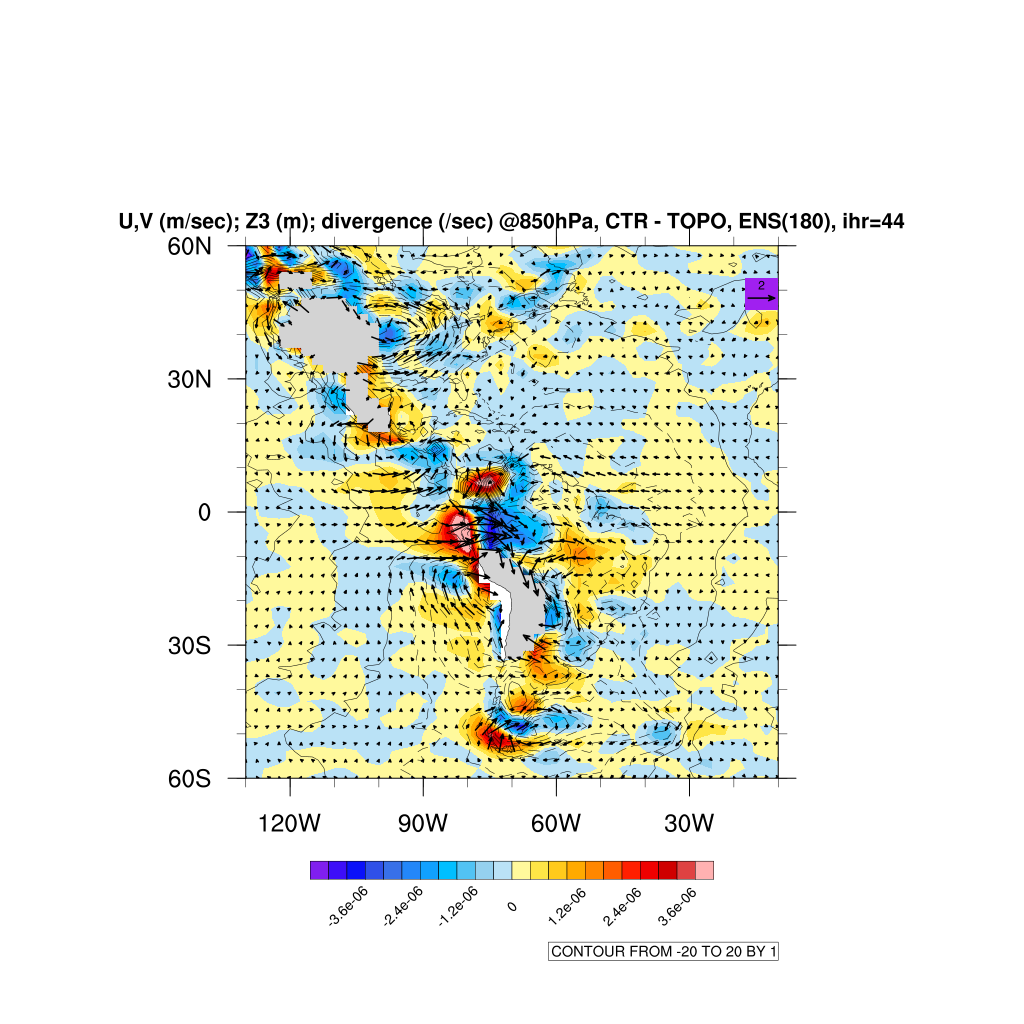 U,V (m/sec); Z3 (m); divergence (/sec) @850hPa, CTR - TOPO, ENS(180), ihr=44
60N
2
30N
0
30S
60S
120W 90W 60W 30W
-3.6e-06 -2.4e-06 -1.2e-06 0 1.2e-06 2.4e-06 3.6e-06
CONTOUR FROM -20 TO 20 BY 1